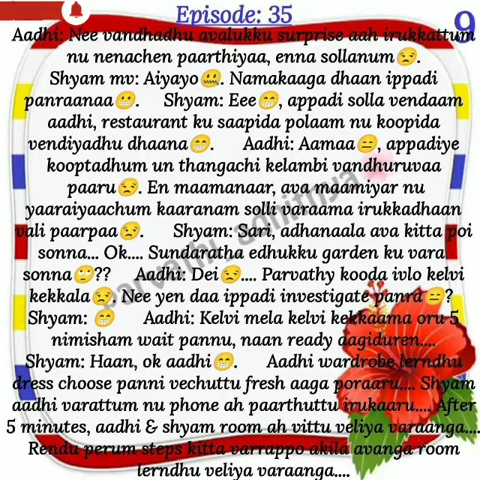 Episode: 35
9
Aadhi: Nee vandhadhu avalukku surprise aah irukkattum
nu nenachen paarthiyaa, enna sollanum😒.
Shyam mv: Aiyayo🤐. Namakaaga dhaan ippadi
panraanaa😬. Shyam: Eee😁, appadi solla vendaam
aadhi, restaurant ku saapida polaam nu koopida
vendiyadhu dhaana😁. Aadhi: Aamaa😑, appadiye
kooptadhum un thangachi kelambi vandhuruvaa
paaru😒. En maamanaar, ava maamiyar nu
yaaraiyaachum kaaranam solli varaama irukkadhaan
vali paarpaa😒. Shyam: Sari, adhanaala ava kitta poi
sonna... Ok.... Sundaratha edhukku garden ku vara
sonna🙄?? Aadhi: Dei😒.... Parvathy kooda ivlo kelvi
kekkala😒. Nee yen daa ippadi investigate panra😑?
Shyam: 😁 Aadhi: Kelvi mela kelvi kekkaama oru 5
nimisham wait pannu, naan ready aagiduren....
Shyam: Haan, ok aadhi😁. Aadhi wardrobe lerndhu
dress choose panni vechuttu fresh aaga poraaru.... Shyam
aadhi varattum nu phone ah paarthuttu irukaaru.... After
5 minutes, aadhi & shyam room ah vittu veliya varaanga....
Rendu perum steps kitta varrappo akila avanga room
lerndhu veliya varaanga....